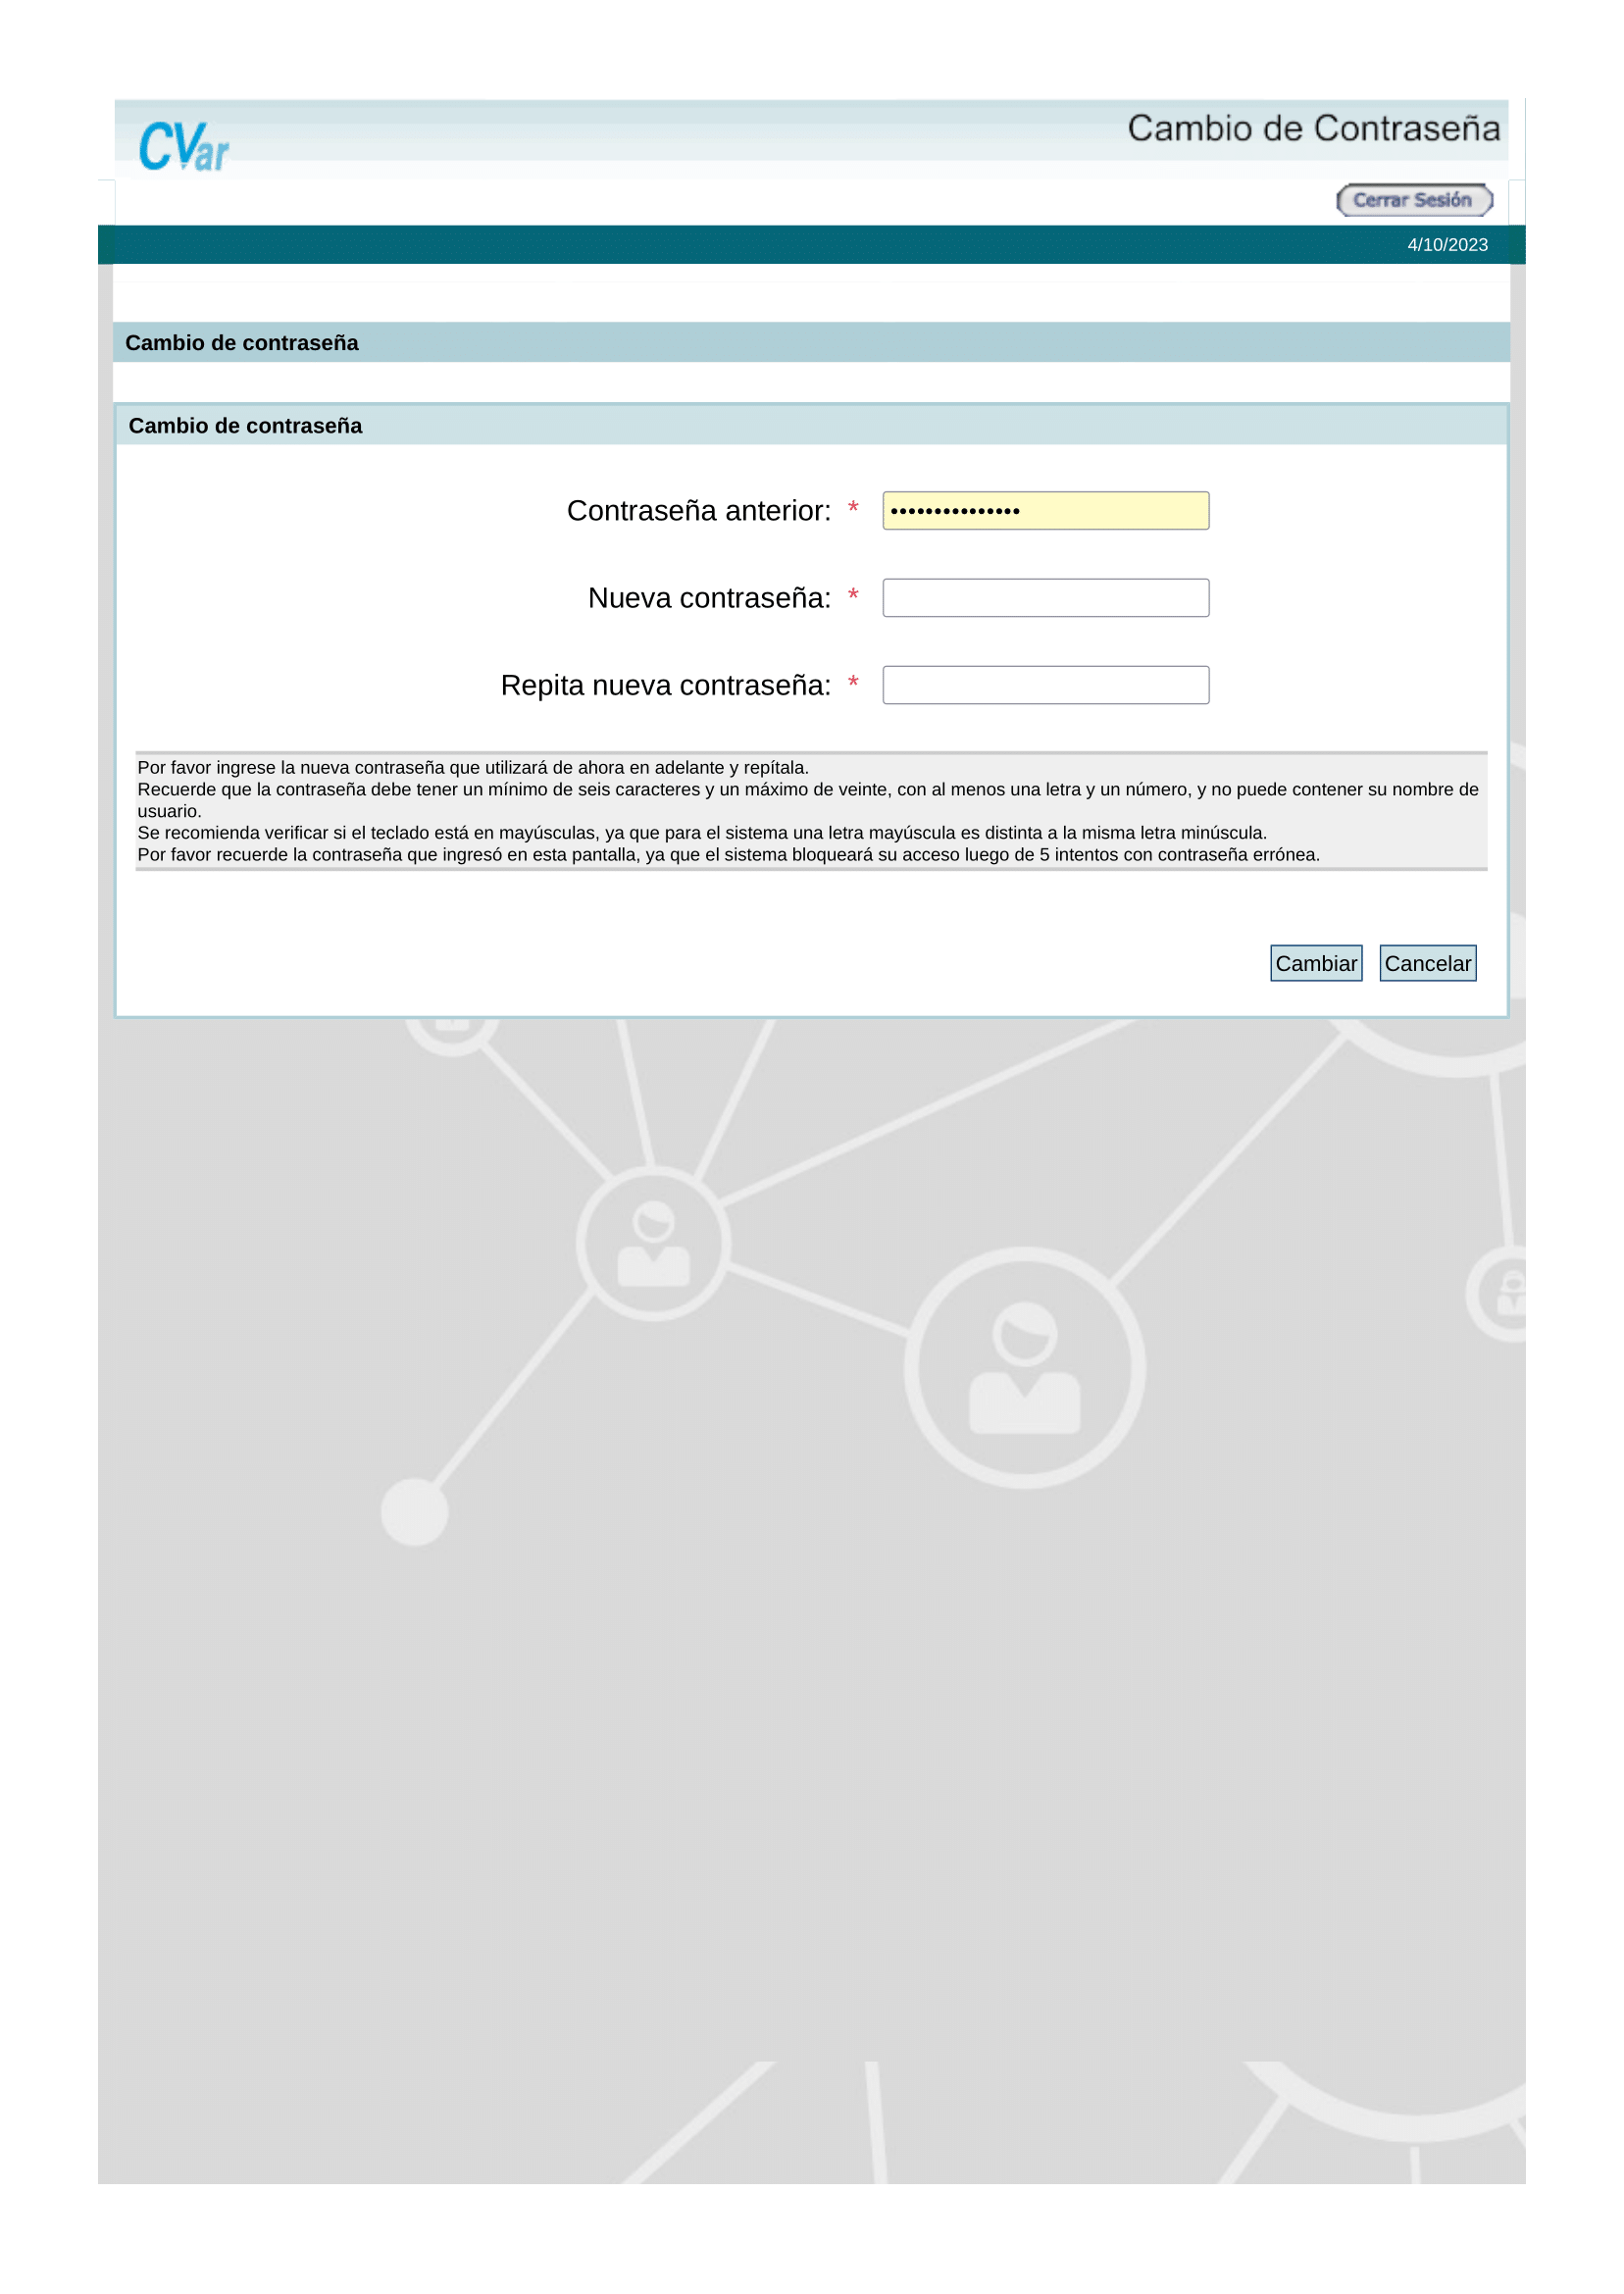 CVar
Cambio de Contraseña
Cerrar Sesión
4/10/2023
Cambio de contraseña
Cambio de contraseña
Contraseña anterior: * •••••••••••••••
Nueva contraseña: *
Repita nueva contraseña: *
Por favor ingrese la nueva contraseña que utilizará de ahora en adelante y repítala.
Recuerde que la contraseña debe tener un mínimo de seis caracteres y un máximo de veinte, con al menos una letra y un número, y no puede contener su nombre de
usuario.
Se recomienda verificar si el teclado está en mayúsculas, ya que para el sistema una letra mayúscula es distinta a la misma letra minúscula.
Por favor recuerde la contraseña que ingresó en esta pantalla, ya que el sistema bloqueará su acceso luego de 5 intentos con contraseña errónea.
Cambiar Cancelar